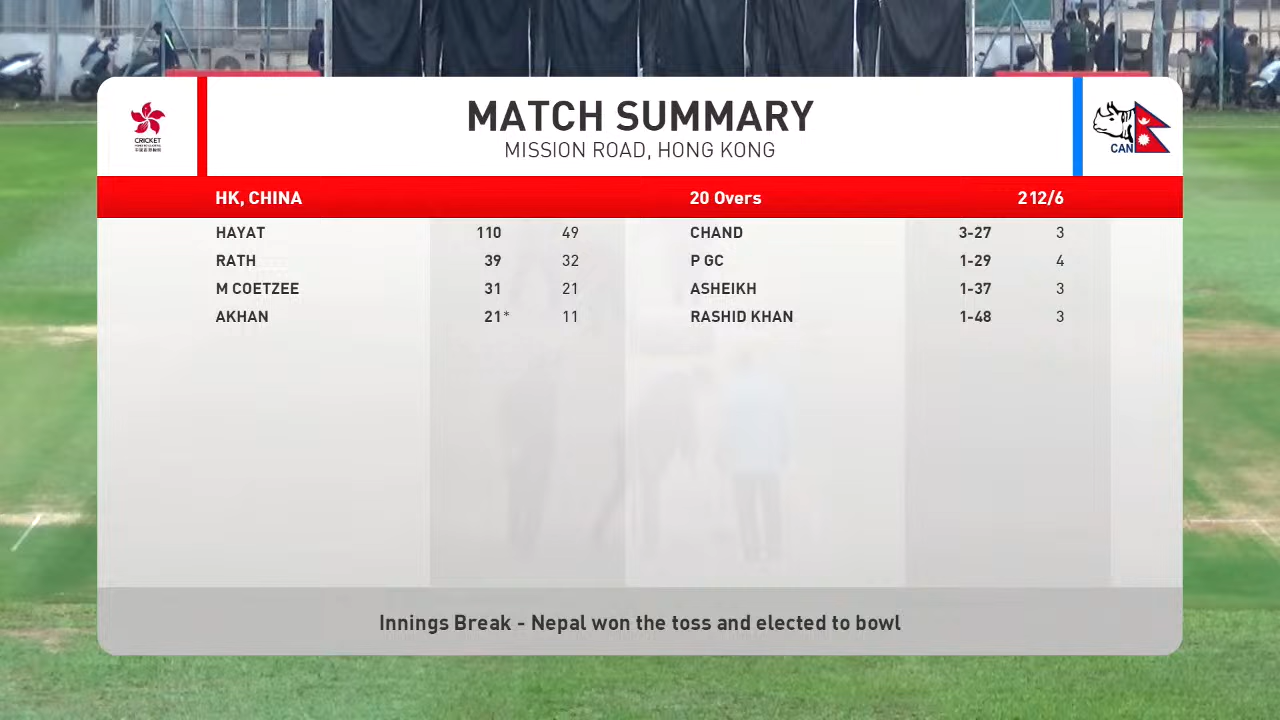 MATCH SUMMARY
MISSION ROAD, HONG KONG
CRICKET
CAN
HK, CHINA 20 Overs 212/6
HAYAT 110 49 CHAND 3-27 3
RATH 39 32 P GC 1-29 4
M COETZEE 31 21 ASHEIKH 1-37 3
AKHAN 21* 11 RASHID KHAN 1-48 3
Innings Break - Nepal won the toss and elected to bowl